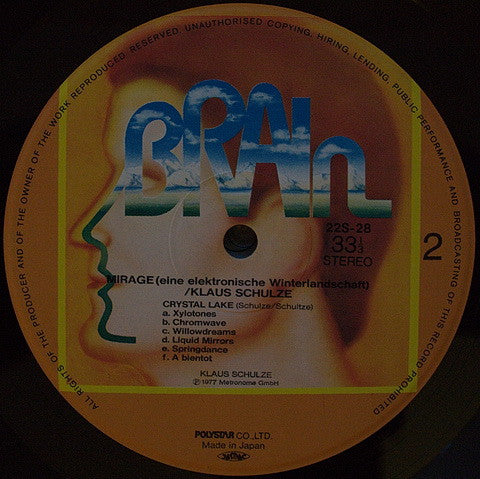 ALL RIGHTS OF THE PRODUCER AND OF THE OWNER OF THE WORK REPRODUCED RESERVED. UNAUTHORISED COPYING, HIRING, LENDING, PUBLIC PERFORMANCE AND BROADCASTING OF THIS RECORD PROHIBITED
BRAIn
22S-28
33 1/3
STEREO
2
MIRAGE (eine elektronische Winterlandschaft)
/KLAUS SCHULZE
CRYSTAL LAKE (Schulze/Schultze)
a. Xylotones
b. Chromwave
c. Willowdreams
d. Liquid Mirrors
e. Springdance
f. A bientot
KLAUS SCHULZE
Ⓟ 1977 Metronome GmbH
POLYSTAR CO., LTD.
Made in Japan